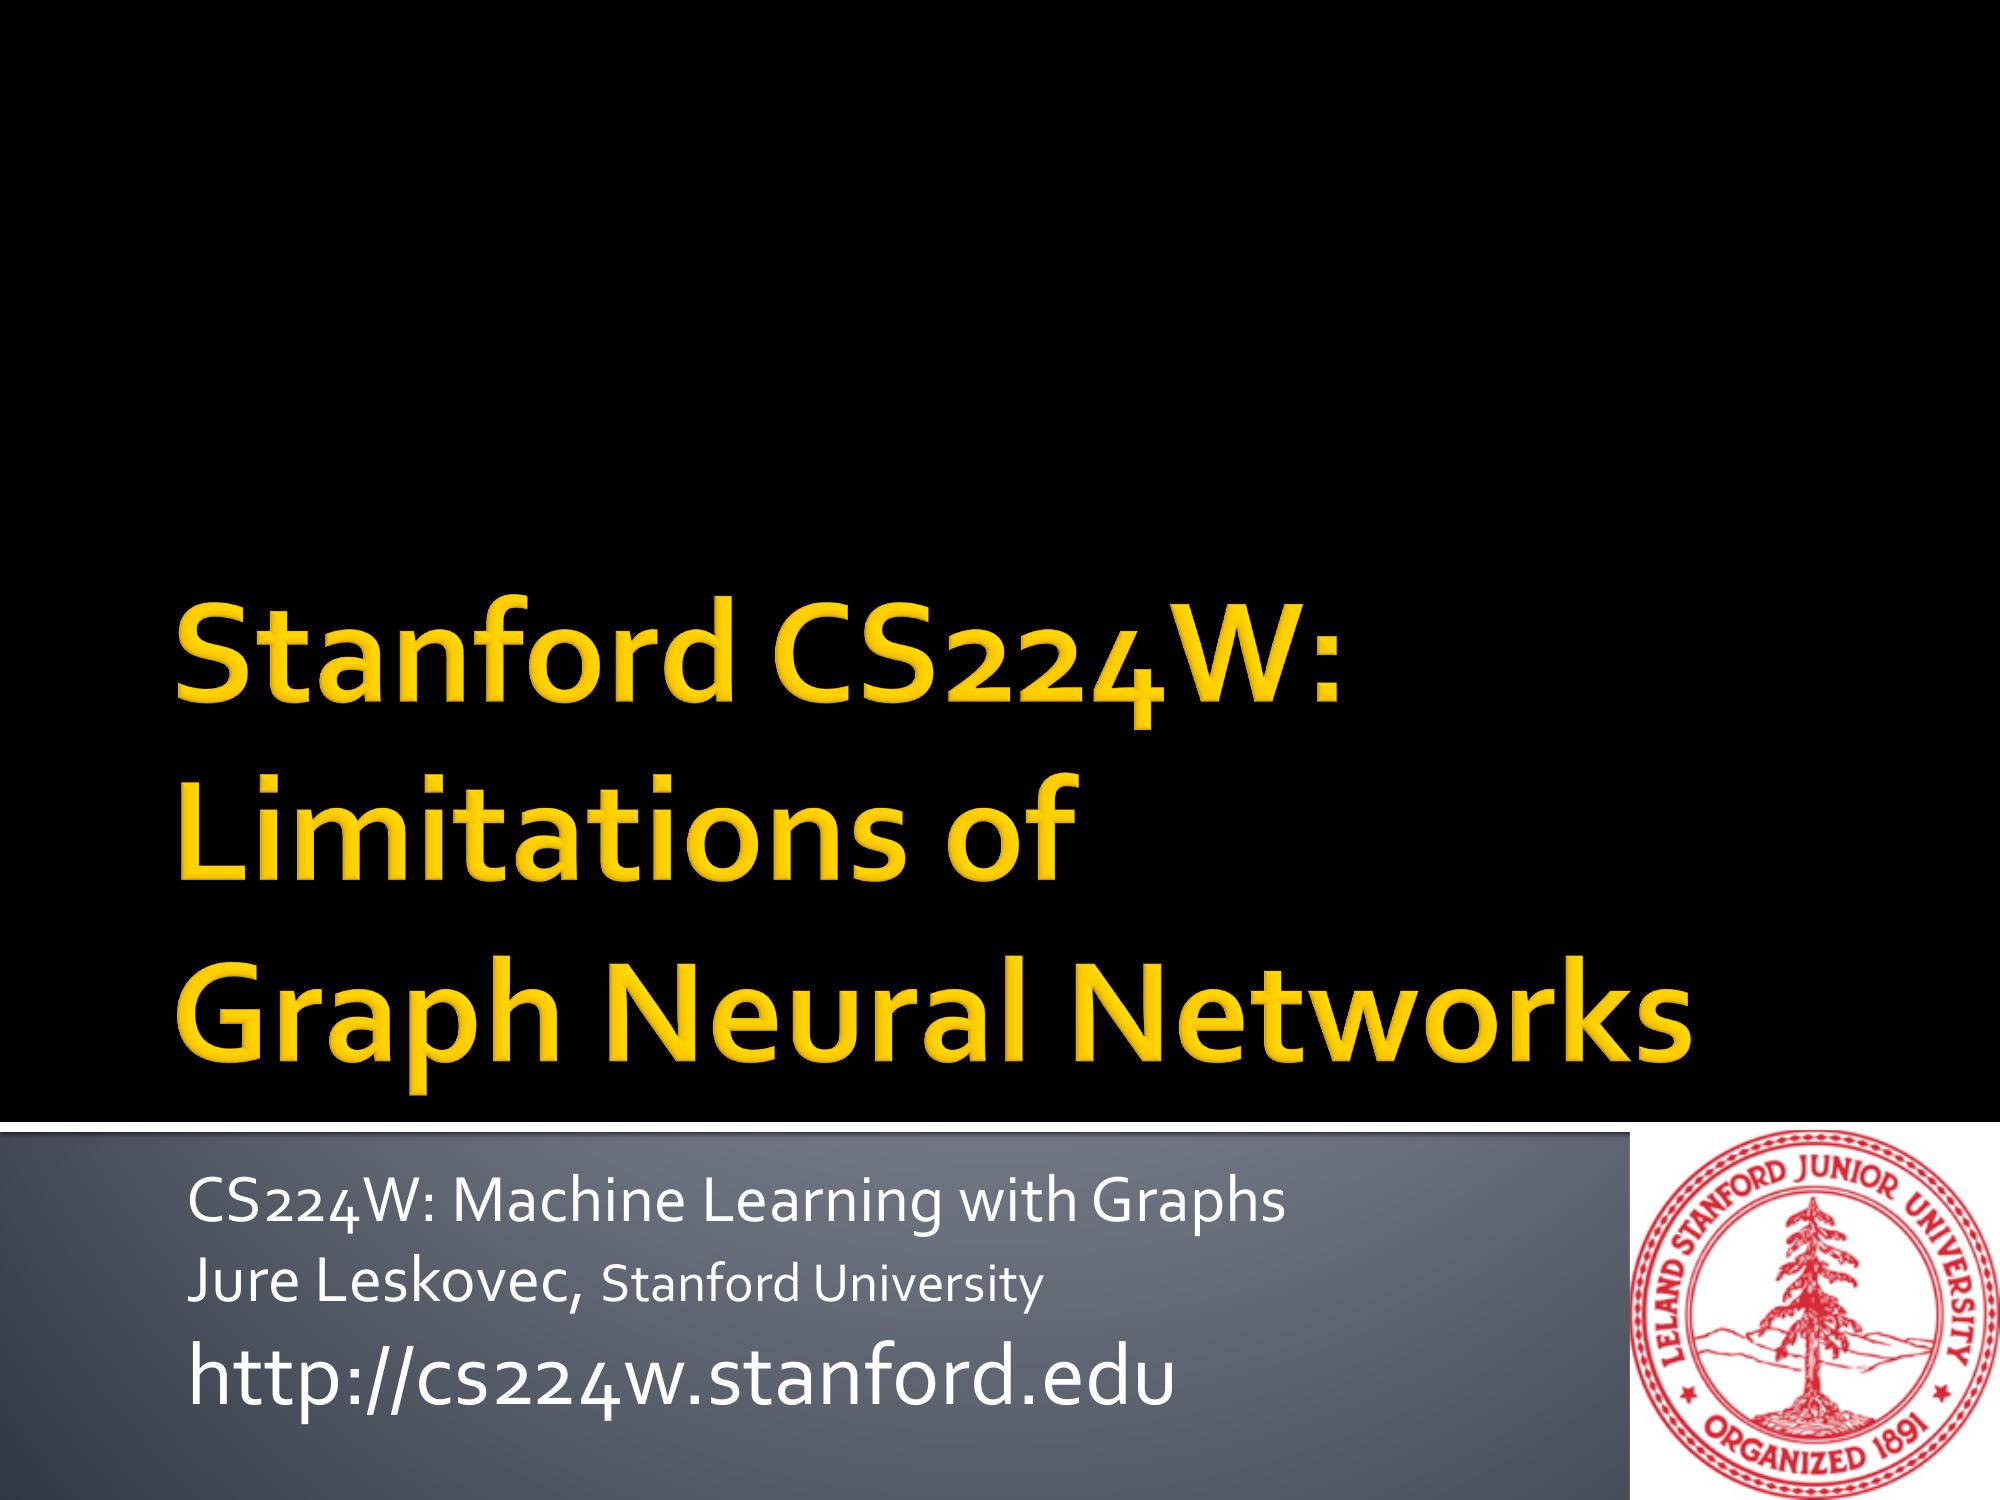 Stanford CS224W:
Limitations of
Graph Neural Networks
CS224W: Machine Learning with Graphs
Jure Leskovec, Stanford University
http://cs224w.stanford.edu
LELAND STANFORD JUNIOR UNIVERSITY
ORGANIZED 1891